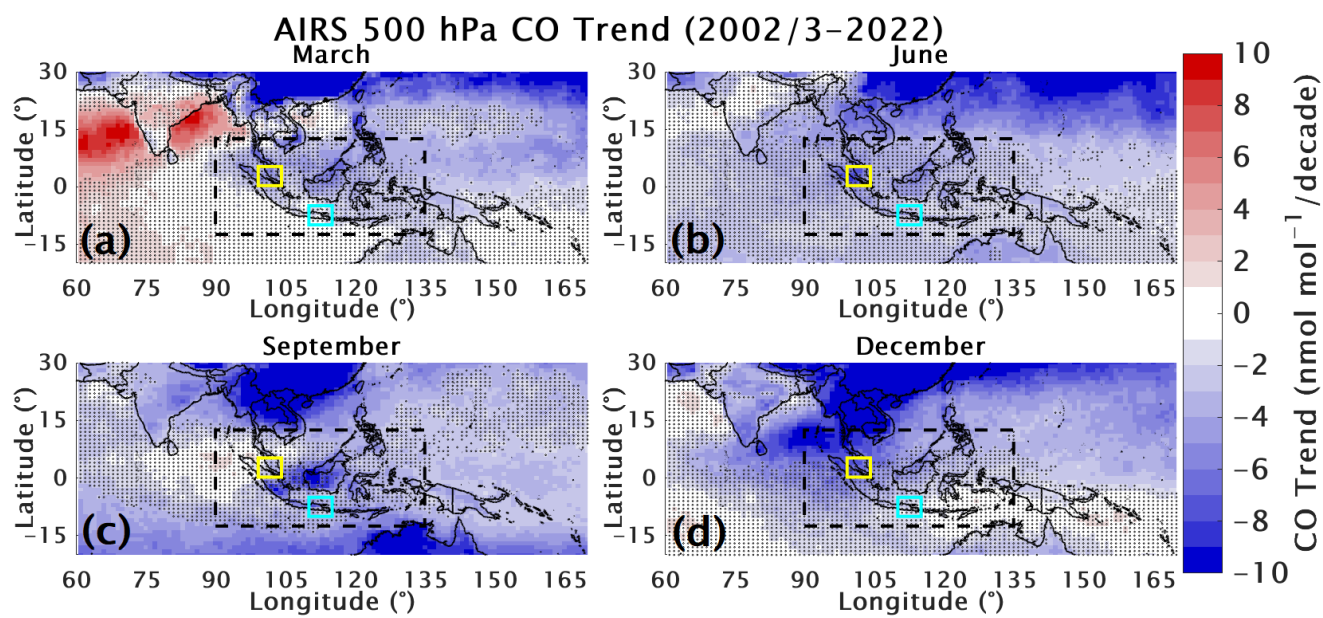 AIRS 500 hPa CO Trend (2002/3-2022)
March
June
30
15
0
-15
Latitude (°)
(a)
60 75 90 105 120 135 150 165
Longitude (°)
30
15
0
-15
Latitude (°)
(b)
60 75 90 105 120 135 150 165
Longitude (°)
September
December
30
15
0
-15
Latitude (°)
(c)
60 75 90 105 120 135 150 165
Longitude (°)
30
15
0
-15
Latitude (°)
(d)
60 75 90 105 120 135 150 165
Longitude (°)
10
8
6
4
2
0
-2
-4
-6
-8
-10
CO Trend (nmol mol⁻¹/decade)